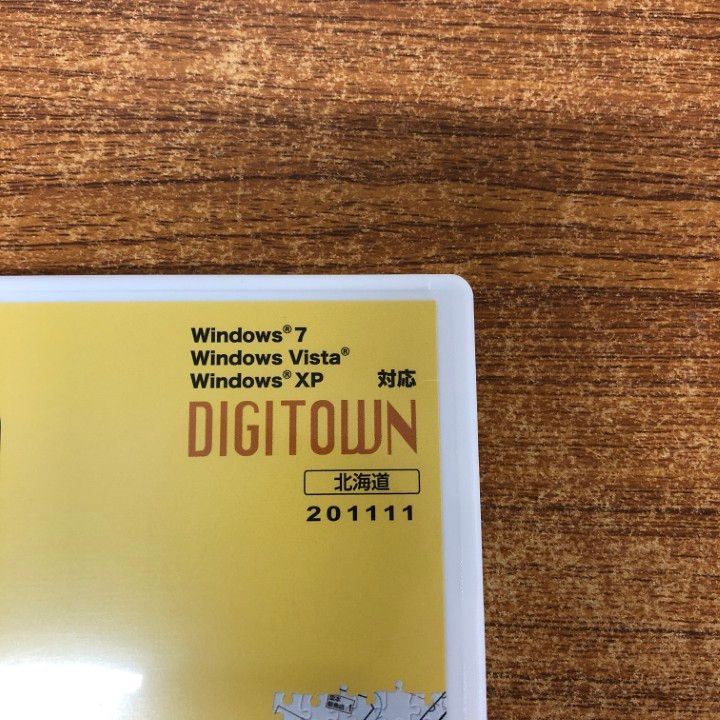 Windows® 7
Windows Vista®
Windows® XP 対応
DIGITOWN
北海道
201111